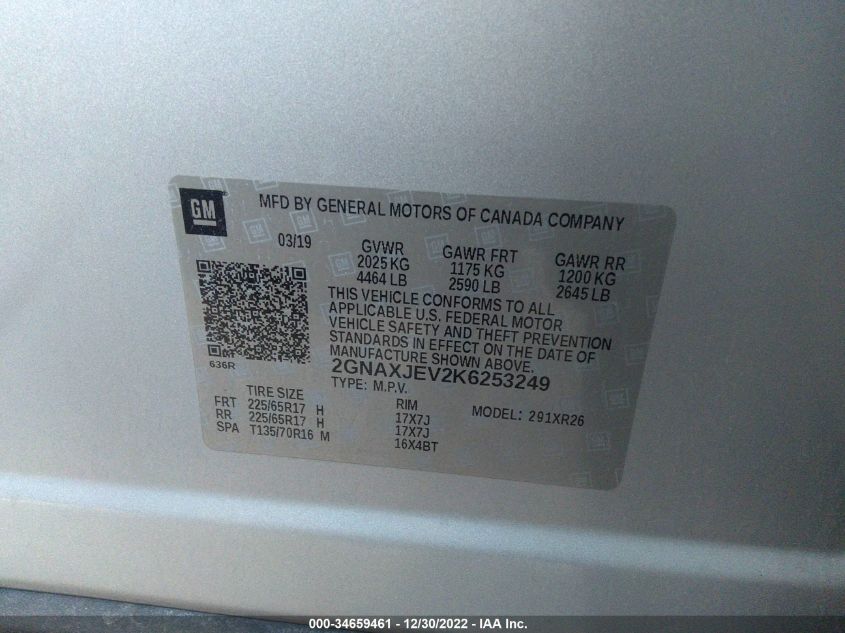 GM
MFD BY GENERAL MOTORS OF CANADA COMPANY
03/19 GVWR GAWR FRT GAWR RR
2025 KG 1175 KG 1200 KG
4464 LB 2590 LB 2645 LB
THIS VEHICLE CONFORMS TO ALL
APPLICABLE U.S. FEDERAL MOTOR
VEHICLE SAFETY AND THEFT PREVENTION
STANDARDS IN EFFECT ON THE DATE OF
MANUFACTURE SHOWN ABOVE.
636R
2GNAXJEV2K6253249
TYPE: M.P.V.
TIRE SIZE RIM MODEL: 291XR26
FRT 225/65R17 H 17X7J
RR 225/65R17 H 17X7J
SPA T135/70R16 M 16X4BT
000-34659461 - 12/30/2022 - IAA Inc.